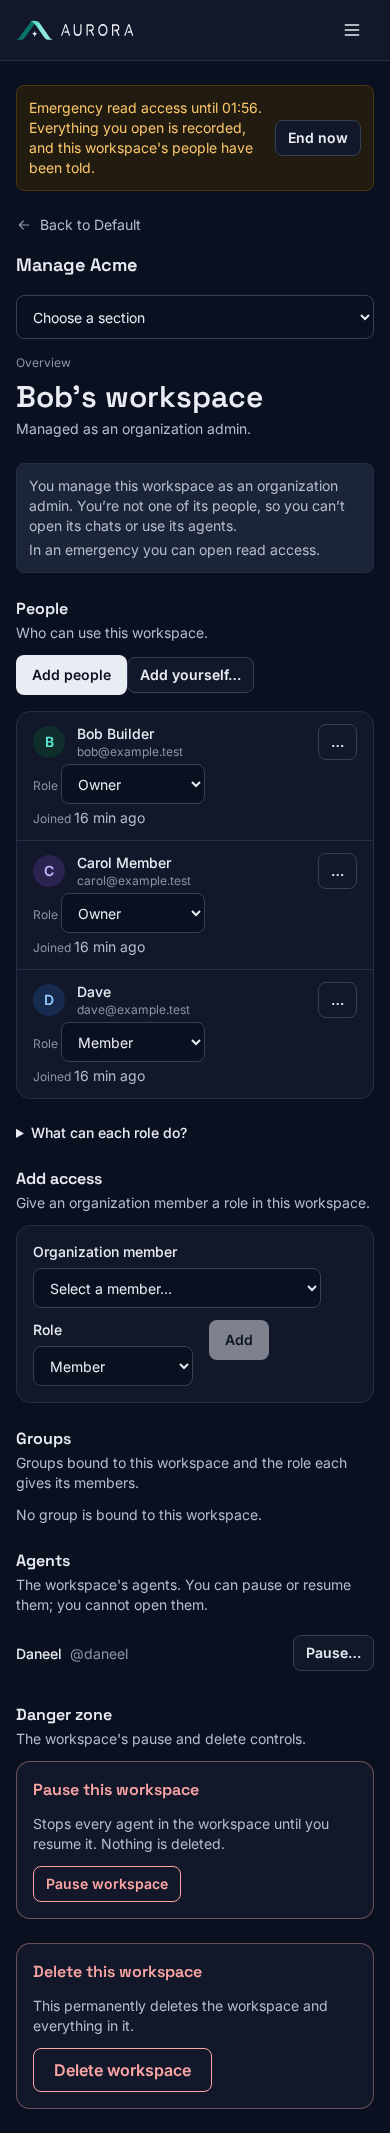 AURORA
Emergency read access until 01:56.
Everything you open is recorded,
and this workspace's people have
been told.
End now
← Back to Default
Manage Acme
Choose a section
Overview
Bob’s workspace
Managed as an organization admin.
You manage this workspace as an organization
admin. You’re not one of its people, so you can’t
open its chats or use its agents.
In an emergency you can open read access.
People
Who can use this workspace.
Add people
Add yourself...
B
Bob Builder
bob@example.test
...
Role Owner
Joined 16 min ago
C
Carol Member
carol@example.test
...
Role Owner
Joined 16 min ago
D
Dave
dave@example.test
...
Role Member
Joined 16 min ago
▶ What can each role do?
Add access
Give an organization member a role in this workspace.
Organization member
Select a member...
Role
Member
Add
Groups
Groups bound to this workspace and the role each
gives its members.
No group is bound to this workspace.
Agents
The workspace's agents. You can pause or resume
them; you cannot open them.
Daneel @daneel
Pause...
Danger zone
The workspace's pause and delete controls.
Pause this workspace
Stops every agent in the workspace until you
resume it. Nothing is deleted.
Pause workspace
Delete this workspace
This permanently deletes the workspace and
everything in it.
Delete workspace